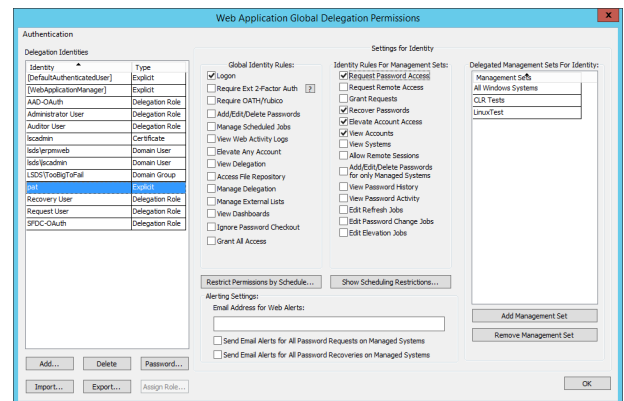 Web Application Global Delegation Permissions
x
Authentication
Delegation Identities
Identity Type
[DefaultAuthenticatedUser] Explicit
[WebApplicationManager] Explicit
AAD-OAuth Delegation Role
Administrator User Delegation Role
Auditor User Delegation Role
lscadmin Certificate
lsds\erpmweb Domain User
lsds\lscadmin Domain User
LSDS\TooBigToFail Domain Group
pat Explicit
Recovery User Delegation Role
Request User Delegation Role
SFDC-OAuth Delegation Role
Add... Delete Password...
Import... Export... Assign Role...
Settings for Identity
Global Identity Rules:
Logon
Require Ext 2-Factor Auth ?
Require OATH/Yubico
Add/Edit/Delete Passwords
Manage Scheduled Jobs
View Web Activity Logs
Elevate Any Account
View Delegation
Access File Repository
Manage Delegation
Manage External Lists
View Dashboards
Ignore Password Checkout
Grant All Access
Identity Rules For Management Sets:
Request Password Access
Request Remote Access
Grant Requests
Recover Passwords
Elevate Account Access
View Accounts
View Systems
Allow Remote Sessions
Add/Edit/Delete Passwords
for only Managed Systems
View Password History
View Password Activity
Edit Refresh Jobs
Edit Password Change Jobs
Edit Elevation Jobs
Restrict Permissions by Schedule... Show Scheduling Restrictions...
Alerting Settings:
Email Address for Web Alerts:
Send Email Alerts for All Password Requests on Managed Systems
Send Email Alerts for All Password Recoveries on Managed Systems
Delegated Management Sets For Identity:
Management Sets
All Windows Systems
CLR Tests
LinuxTest
Add Management Set
Remove Management Set
OK